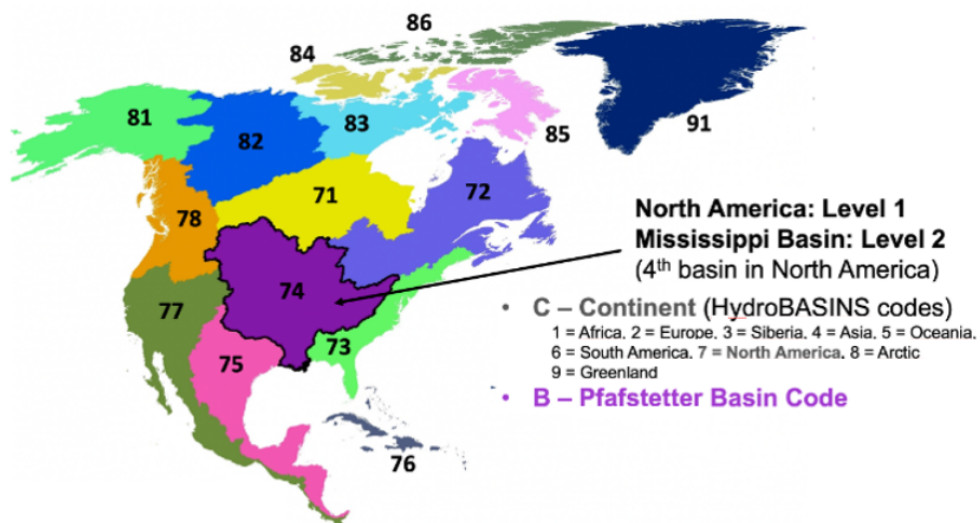 86
84
81
82
83
85
91
71
72
78
North America: Level 1
Mississippi Basin: Level 2
(4th basin in North America)
74
77
73
75
76
• C – Continent (HydroBASINS codes)
1 = Africa, 2 = Europe, 3 = Siberia, 4 = Asia, 5 = Oceania,
6 = South America, 7 = North America, 8 = Arctic
9 = Greenland
• B – Pfafstetter Basin Code